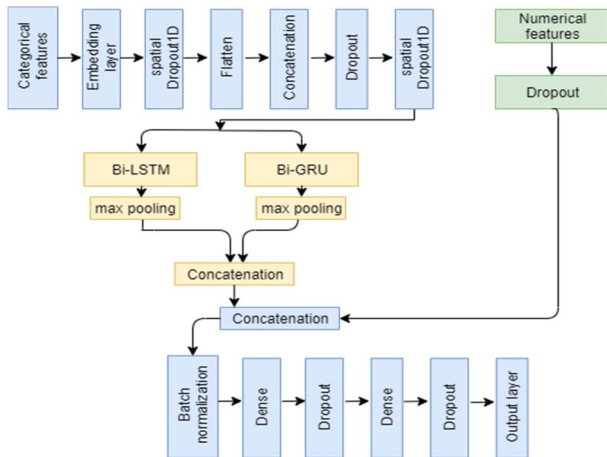 Categorical
features
Embedding
layer
spatial
Dropout1D
Flatten
Concatenation
Dropout
spatial
Dropout1D
Numerical
features
Dropout
Bi-LSTM
Bi-GRU
max pooling
max pooling
Concatenation
Concatenation
Batch
normalization
Dense
Dropout
Dense
Dropout
Output layer